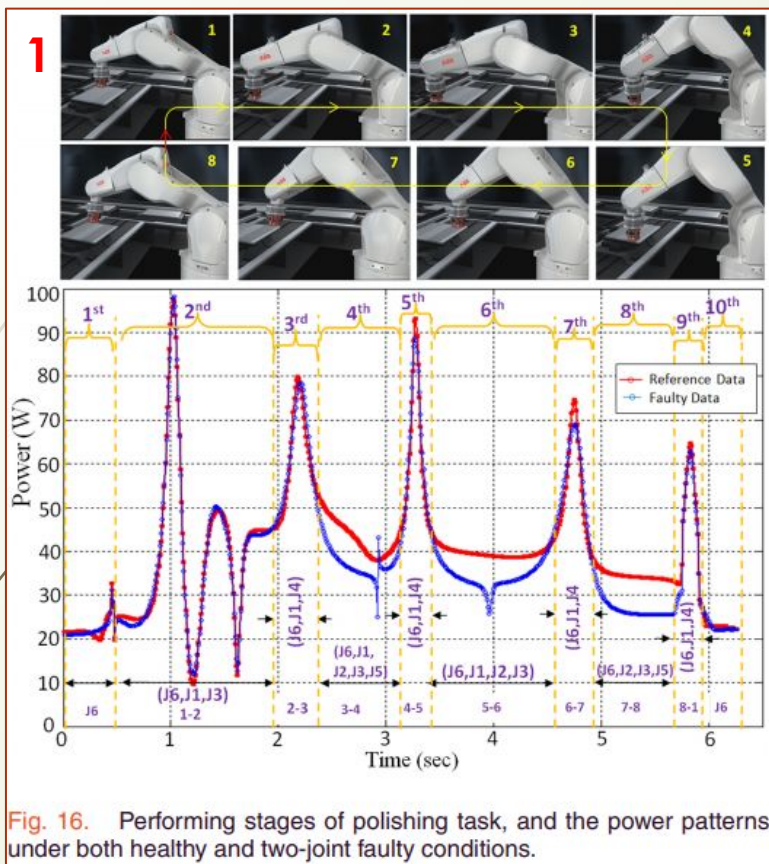 1
1 2 3 4
8 7 6 5
100
90
80
70
60
50
40
30
20
10
0
Power (W)
1st 2nd 3rd 4th 5th 6th 7th 8th 9th 10th
Reference Data
Faulty Data
J6
(J6,J1,J3)
1-2
(J6,J1,J4)
2-3
(J6,J1,
J2,J3,J5)
3-4
(J6,J1,J4)
4-5
(J6,J1,J2,J3)
5-6
(J6,J1,J4
6-7
(J6,J2,J3,J5)
7-8
(J6,J1,J4)
8-1
J6
0 1 2 3 4 5 6
Time (sec)
Fig. 16. Performing stages of polishing task, and the power patterns
under both healthy and two-joint faulty conditions.